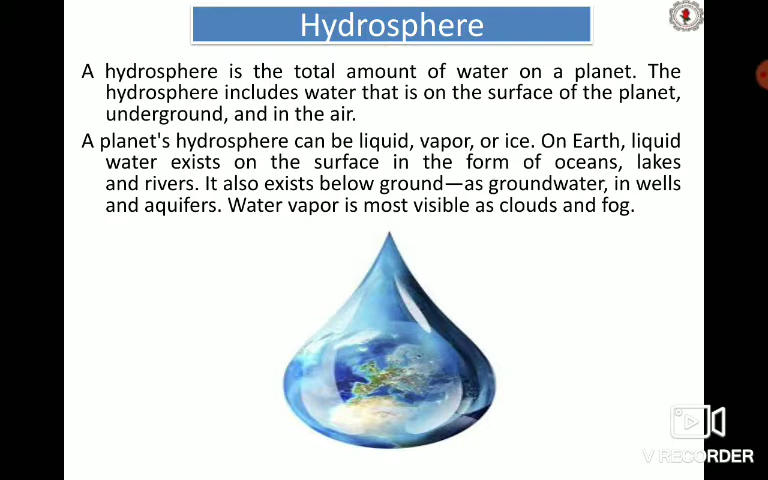 Hydrosphere
A hydrosphere is the total amount of water on a planet. The
hydrosphere includes water that is on the surface of the planet,
underground, and in the air.
A planet's hydrosphere can be liquid, vapor, or ice. On Earth, liquid
water exists on the surface in the form of oceans, lakes
and rivers. It also exists below ground—as groundwater, in wells
and aquifers. Water vapor is most visible as clouds and fog.
V RECORDER